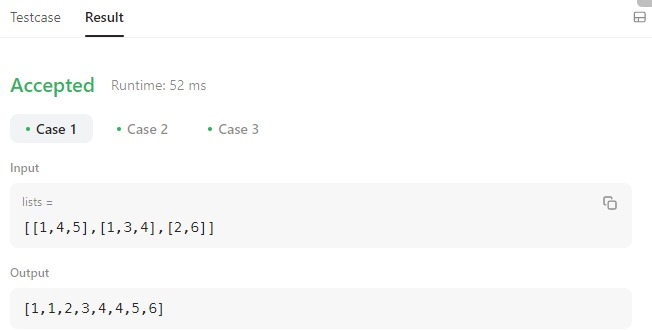 Testcase Result
Accepted Runtime: 52 ms
• Case 1 • Case 2 • Case 3
Input
lists =
[[1,4,5],[1,3,4],[2,6]]
Output
[1,1,2,3,4,4,5,6]